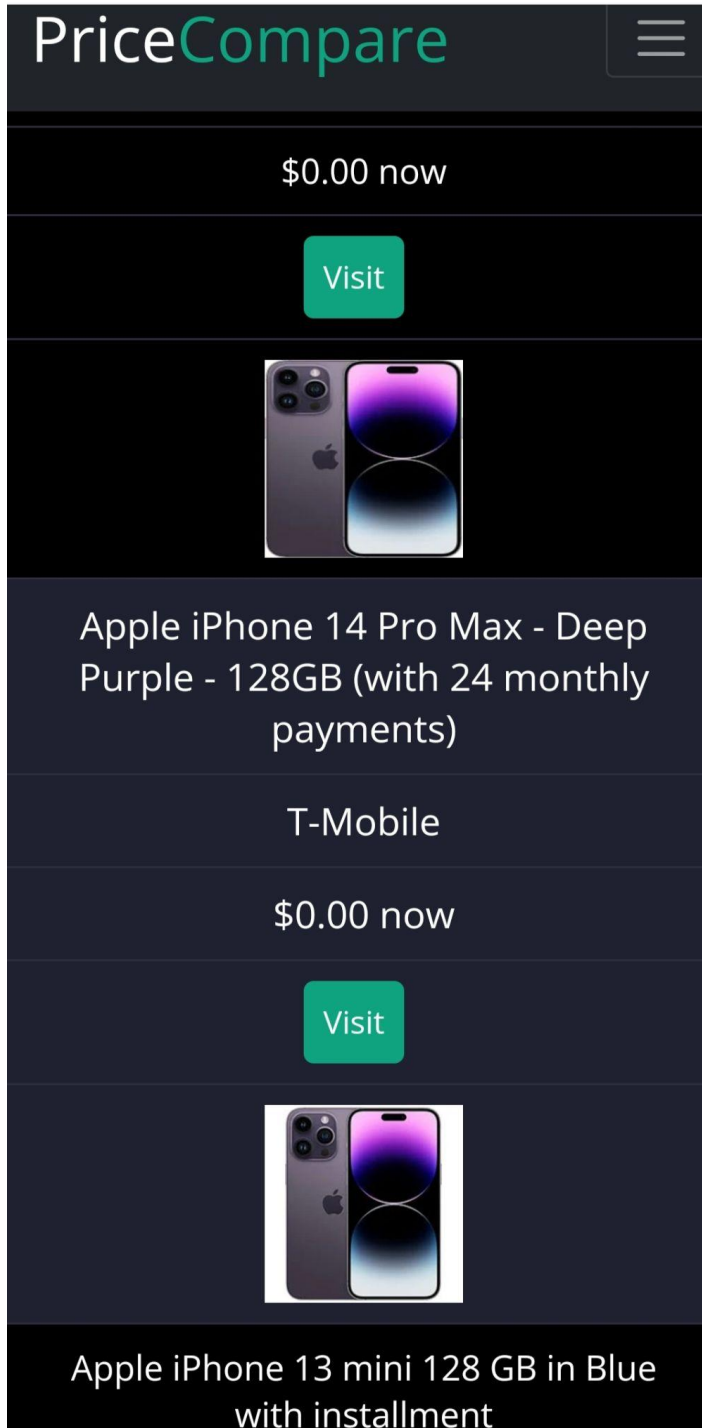 PriceCompare
$0.00 now
Visit
Apple iPhone 14 Pro Max - Deep
Purple - 128GB (with 24 monthly
payments)
T-Mobile
$0.00 now
Visit
Apple iPhone 13 mini 128 GB in Blue
with installment